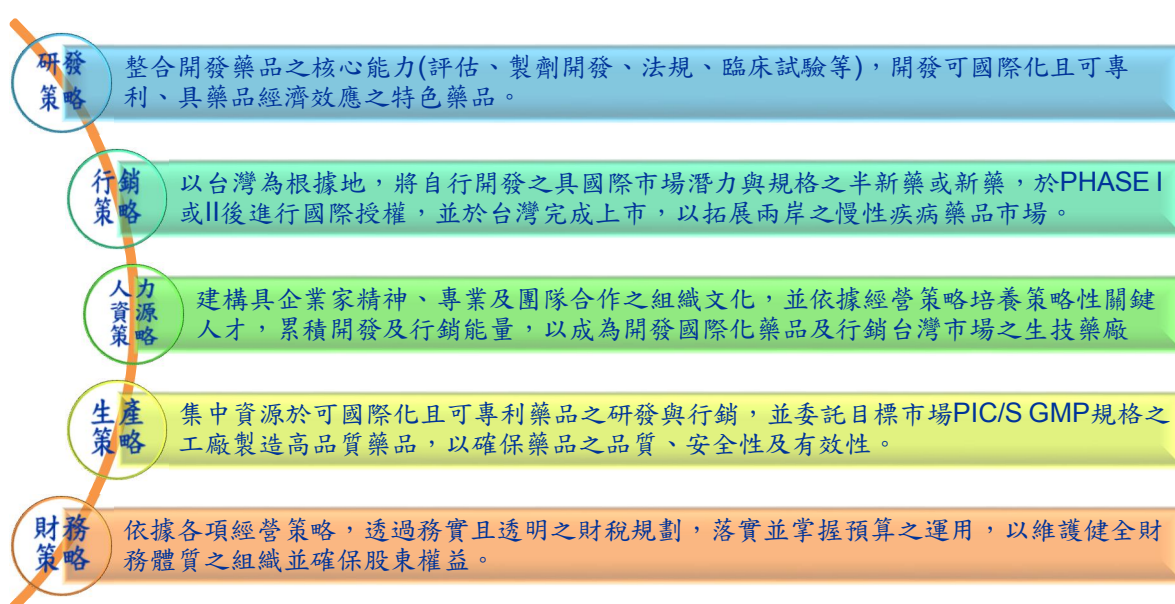 研發
策略
整合開發藥品之核心能力(評估、製劑開發、法規、臨床試驗等)，開發可國際化且可專
利、具藥品經濟效應之特色藥品。
行銷
策略
以台灣為根據地，將自行開發之具國際市場潛力與規格之半新藥或新藥，於PHASE I
或II後進行國際授權，並於台灣完成上市，以拓展兩岸之慢性疾病藥品市場。
人力
資源
策略
建構具企業家精神、專業及團隊合作之組織文化，並依據經營策略培養策略性關鍵
人才，累積開發及行銷能量，以成為開發國際化藥品及行銷台灣市場之生技藥廠
生產
策略
集中資源於可國際化且可專利藥品之研發與行銷，並委託目標市場PIC/S GMP規格之
工廠製造高品質藥品，以確保藥品之品質、安全性及有效性。
財務
策略
依據各項經營策略，透過務實且透明之財稅規劃，落實並掌握預算之運用，以維護健全財
務體質之組織並確保股東權益。